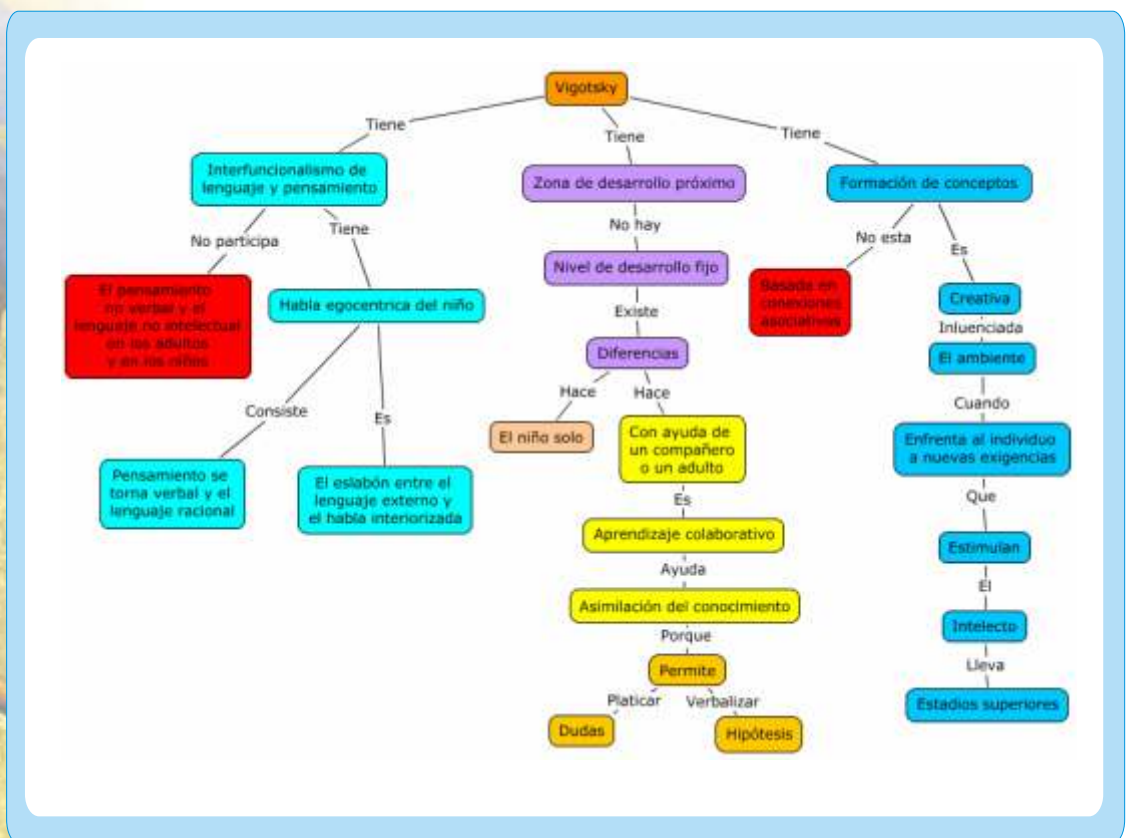 Vigotsky
Tiene
Tiene
Tiene
Interfuncionalismo de
lenguaje y pensamiento
Zona de desarrollo próximo
Formación de conceptos
No participa
Tiene
No hay
No esta
Es
El pensamiento
no verbal y el
lenguaje no intelectual
en los adultos
y en los niños
Habla egocentrica del niño
Nivel de desarrollo fijo
Basada en
conexiones
asociativas
Creativa
Existe
Inluenciada
Diferencias
El ambiente
Consiste
Es
Hace
Hace
Cuando
El niño solo
Con ayuda de
un compañero
o un adulto
Enfrenta al individuo
a nuevas exigencias
Pensamiento se
torna verbal y el
lenguaje racional
El eslabón entre el
lenguaje externo y
el habla interiorizada
Es
Que
Aprendizaje colaborativo
Estimulan
Ayuda
El
Asimilación del conocimiento
Intelecto
Porque
Lleva
Permite
Estadios superiores
Platicar
Verbalizar
Dudas
Hipótesis